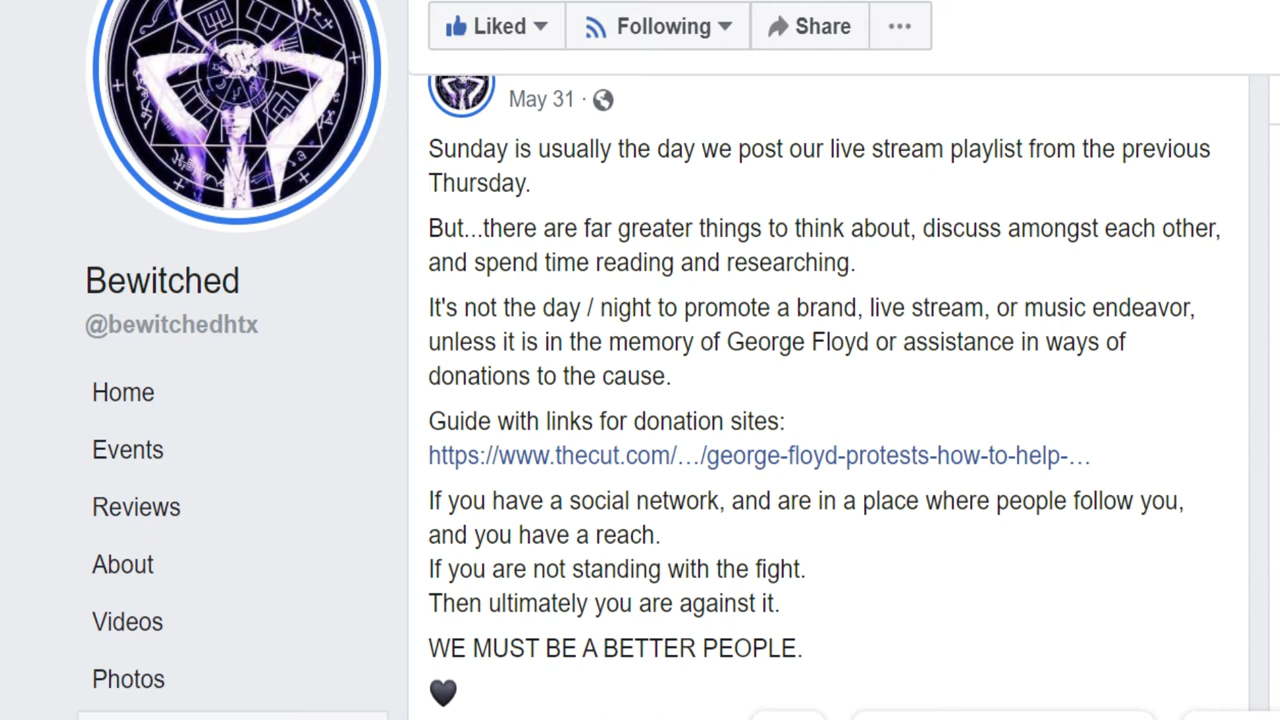 Liked
Following
Share
May 31
Sunday is usually the day we post our live stream playlist from the previous
Thursday.
But...there are far greater things to think about, discuss amongst each other,
and spend time reading and researching.
It's not the day / night to promote a brand, live stream, or music endeavor,
unless it is in the memory of George Floyd or assistance in ways of
donations to the cause.
Guide with links for donation sites:
https://www.thecut.com/…/george-floyd-protests-how-to-help-…
If you have a social network, and are in a place where people follow you,
and you have a reach.
If you are not standing with the fight.
Then ultimately you are against it.
WE MUST BE A BETTER PEOPLE.
🖤
Bewitched
@bewitchedhtx
Home
Events
Reviews
About
Videos
Photos